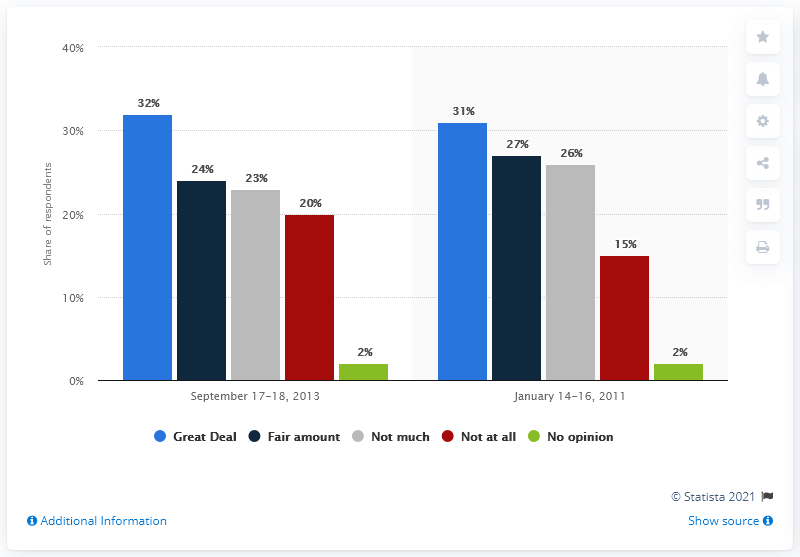 40%
32%
31%
30%
27%
26%
24%
23%
20%
20%
15%
10%
2%
2%
0%
Share of respondents
September 17-18, 2013
January 14-16, 2011
Great Deal
Fair amount
Not much
Not at all
No opinion
© Statista 2021
Additional Information
Show source